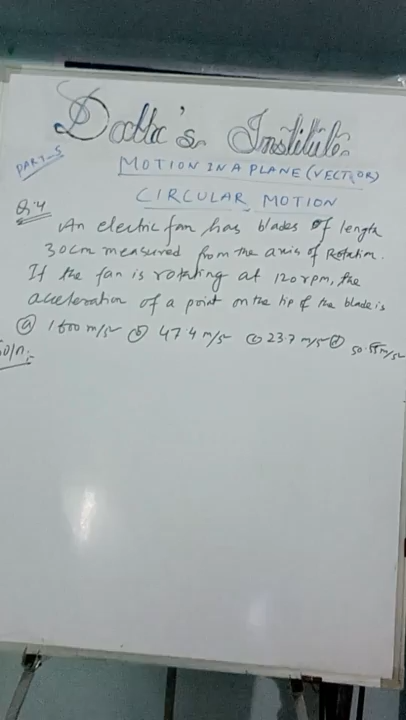 Datta's Institute
PART-5
MOTION IN A PLANE (VECTOR)
CIRCULAR MOTION
Q.4
An electric fan has blades of length
30cm measured from the axis of Rotation.
If the fan is rotating at 120 rpm, the
acceleration of a point on the tip of the blade is
(a) 1600 m/s² (b) 47.4 m/s² (c) 23.7 m/s² (d) 50.55 m/s²
Soln:-